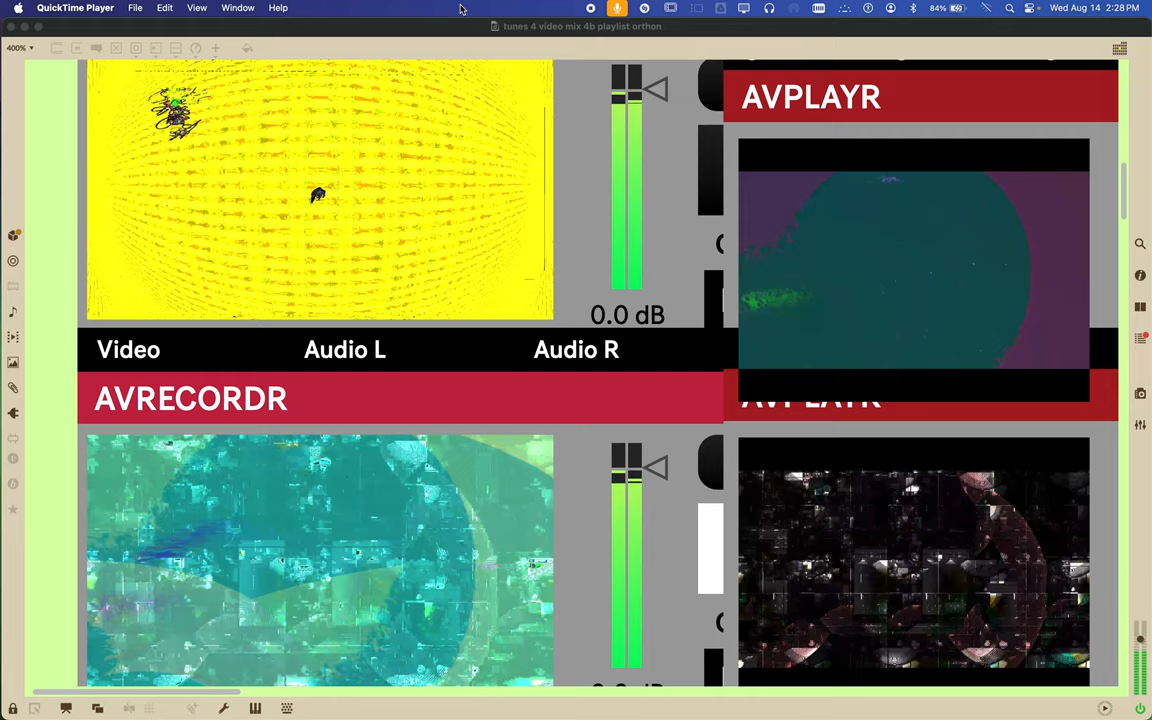 QuickTime Player File Edit View Window Help 84% Wed Aug 14 2:28 PM
tunes 4 video mix 4b playlist orthon
400%
AVPLAYR
0.0 dB
Video Audio L Audio R
AVRECORDR